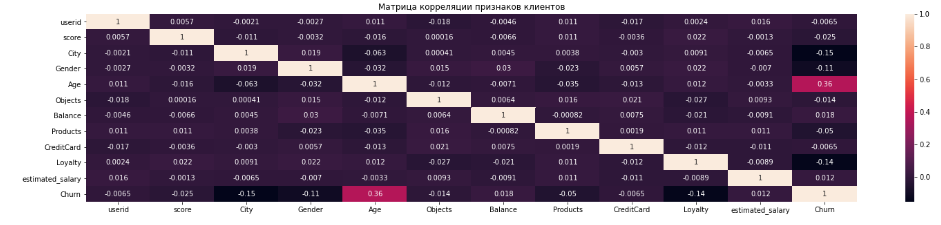 Матрица корреляции признаков клиентов
userid 1 0.0057 -0.0021 -0.0027 0.011 -0.018 -0.0046 0.011 -0.017 0.0024 0.016 -0.0065
score 0.0057 1 -0.011 -0.0032 -0.016 0.00016 -0.0066 0.011 -0.0036 0.022 -0.0013 -0.025
City -0.0021 -0.011 1 0.019 -0.063 0.00041 0.0045 0.0038 -0.003 0.0091 -0.0065 -0.15
Gender -0.0027 -0.0032 0.019 1 -0.032 0.015 0.03 -0.023 0.0057 0.022 -0.007 -0.11
Age 0.011 -0.016 -0.063 -0.032 1 -0.012 -0.0071 -0.035 -0.013 0.012 -0.0033 0.36
Objects -0.018 0.00016 0.00041 0.015 -0.012 1 0.0064 0.016 0.021 -0.027 0.0093 -0.014
Balance -0.0046 -0.0066 0.0045 0.03 -0.0071 0.0064 1 -0.00082 0.0075 -0.021 -0.0091 0.018
Products 0.011 0.011 0.0038 -0.023 -0.035 0.016 -0.00082 1 0.0019 0.011 0.011 -0.05
CreditCard -0.017 -0.0036 -0.003 0.0057 -0.013 0.021 0.0075 0.0019 1 -0.012 -0.011 -0.0065
Loyalty 0.0024 0.022 0.0091 0.022 0.012 -0.027 -0.021 0.011 -0.012 1 -0.0089 -0.14
estimated_salary 0.016 -0.0013 -0.0065 -0.007 -0.0033 0.0093 -0.0091 0.011 -0.011 -0.0089 1 0.012
Churn -0.0065 -0.025 -0.15 -0.11 0.36 -0.014 0.018 -0.05 -0.0065 -0.14 0.012 1
userid score City Gender Age Objects Balance Products CreditCard Loyalty estimated_salary Churn
1.0
0.8
0.6
0.4
0.2
0.0